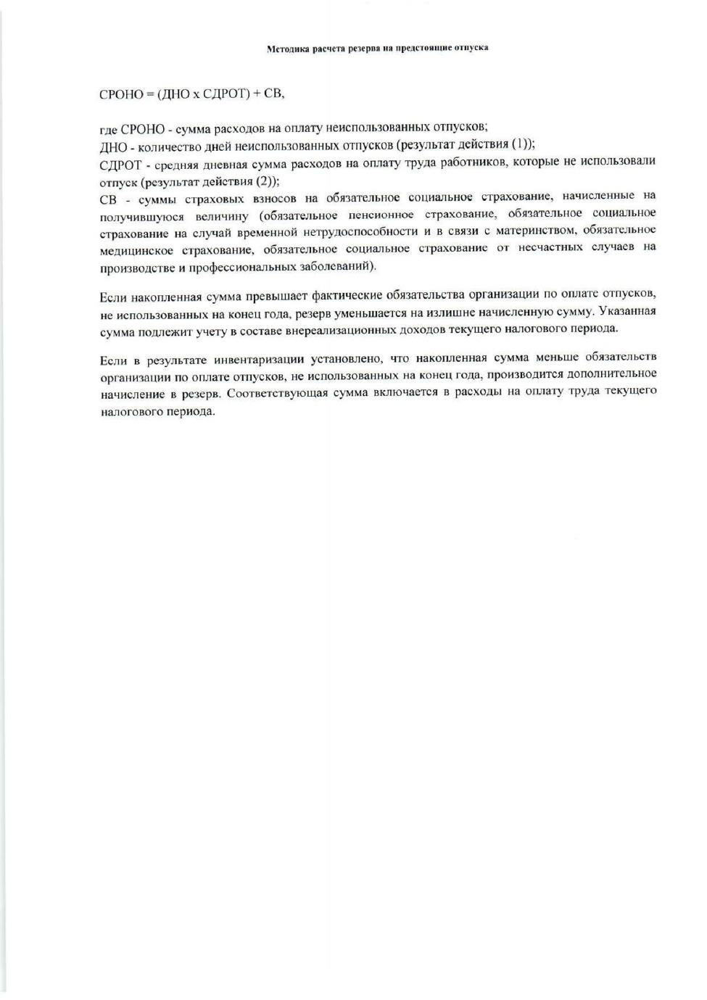 Методика расчета резерва на предстоящие отпуска
СРОНО = (ДНО х СДРОТ) + СВ,
где СРОНО - сумма расходов на оплату неиспользованных отпусков;
ДНО - количество дней неиспользованных отпусков (результат действия (1));
СДРОТ - средняя дневная сумма расходов на оплату труда работников, которые не использовали
отпуск (результат действия (2));
СВ - суммы страховых взносов на обязательное социальное страхование, начисленные на
получившуюся величину (обязательное пенсионное страхование, обязательное социальное
страхование на случай временной нетрудоспособности и в связи с материнством, обязательное
медицинское страхование, обязательное социальное страхование от несчастных случаев на
производстве и профессиональных заболеваний).
Если накопленная сумма превышает фактические обязательства организации по оплате отпусков,
не использованных на конец года, резерв уменьшается на излишне начисленную сумму. Указанная
сумма подлежит учету в составе внереализационных доходов текущего налогового периода.
Если в результате инвентаризации установлено, что накопленная сумма меньше обязательств
организации по оплате отпусков, не использованных на конец года, производится дополнительное
начисление в резерв. Соответствующая сумма включается в расходы на оплату труда текущего
налогового периода.